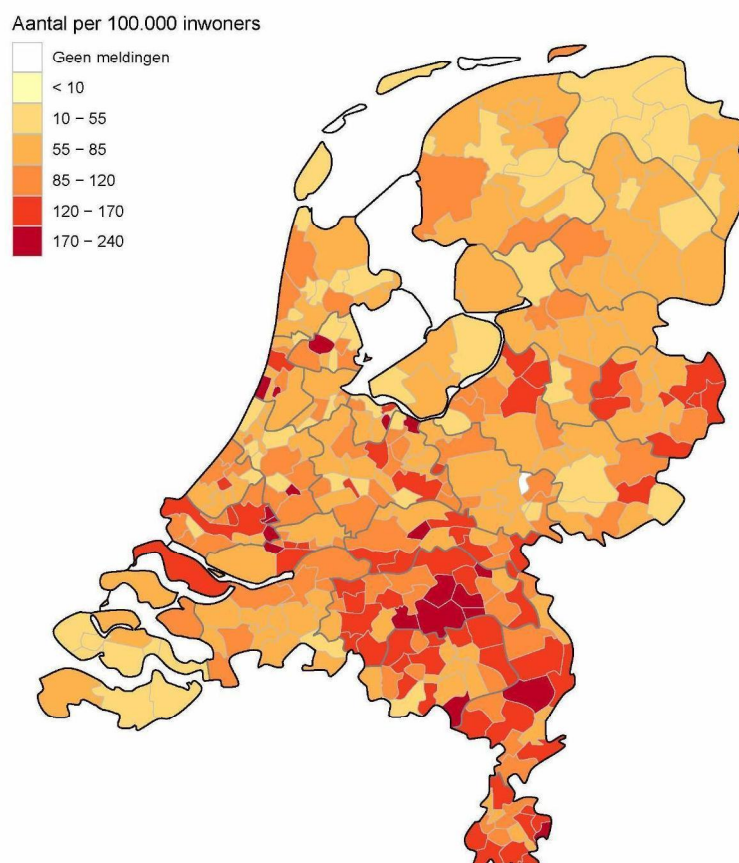 Aantal per 100.000 inwoners
Geen meldingen
< 10
10 − 55
55 − 85
85 − 120
120 − 170
170 − 240